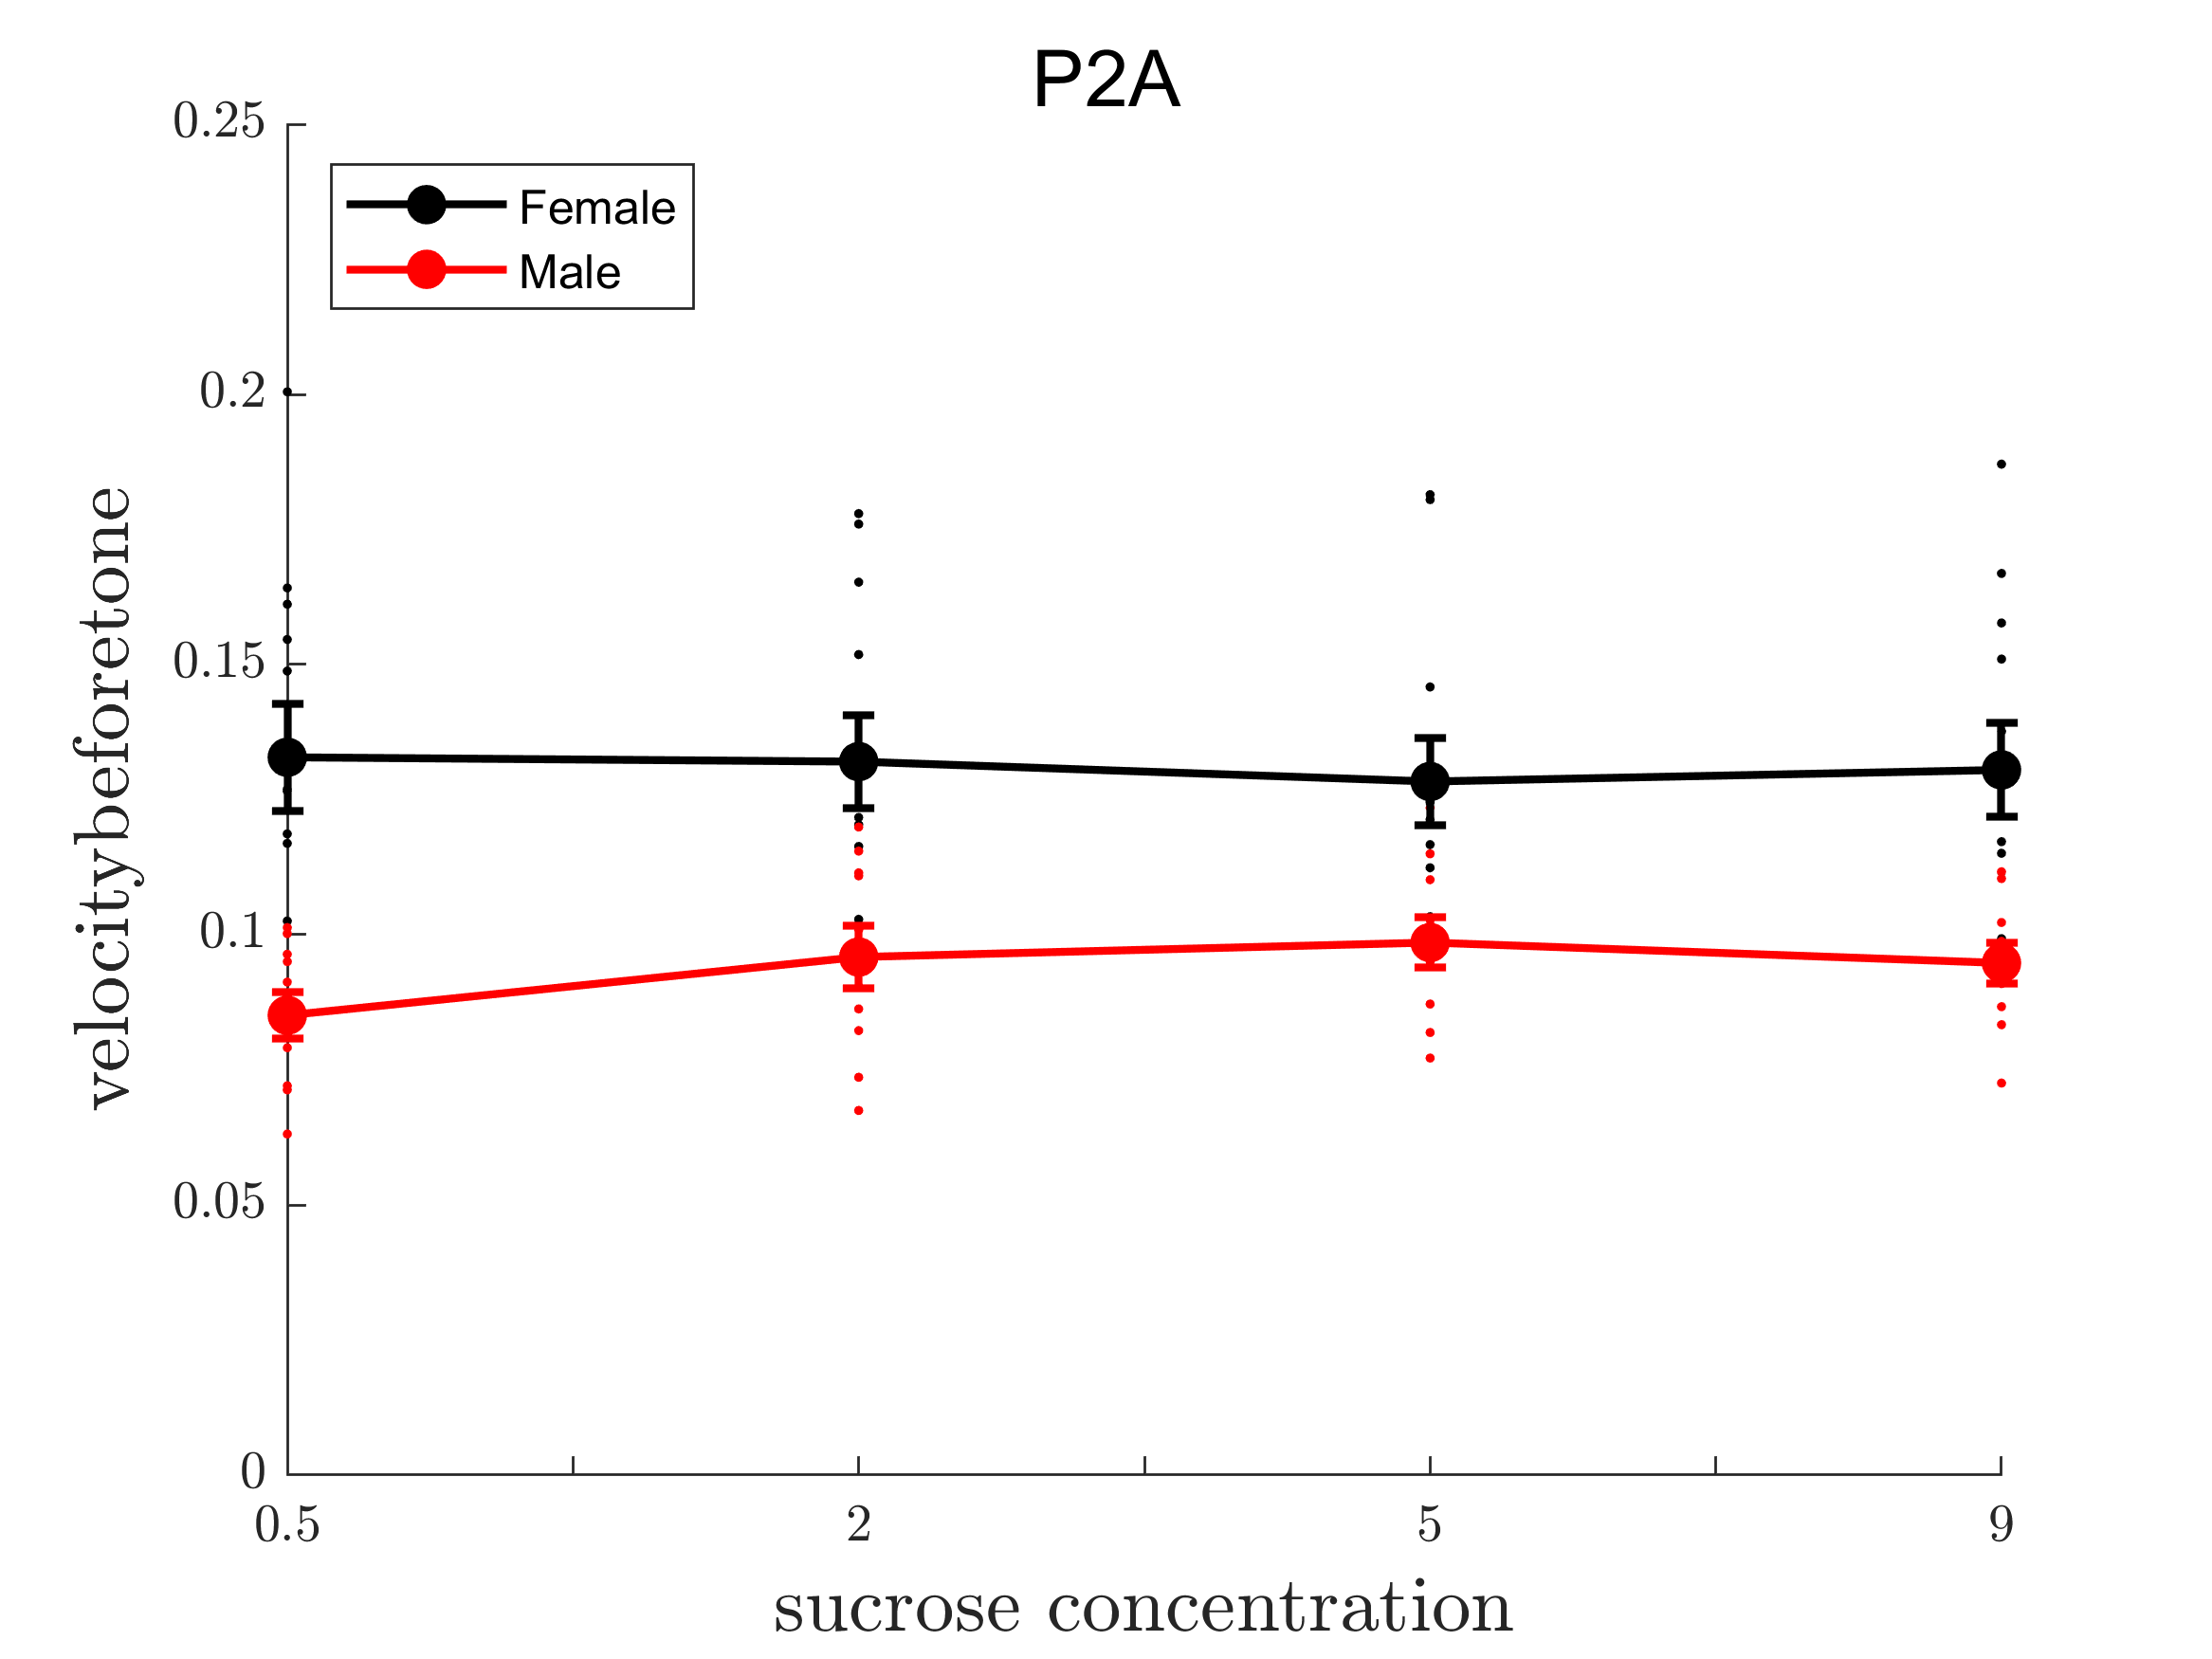 P2A
0.25
Female
Male
0.2
0.15
0.1
0.05
0
velocitybeforetone
0.5 2 5 9
sucrose concentration